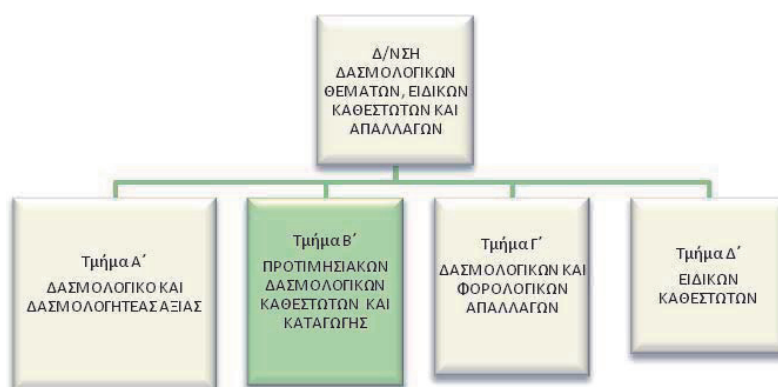 Δ/ΝΣΗ
ΔΑΣΜΟΛΟΓΙΚΩΝ
ΘΕΜΑΤΩΝ, ΕΙΔΙΚΩΝ
ΚΑΘΕΣΤΩΤΩΝ ΚΑΙ
ΑΠΑΛΛΑΓΩΝ
Τμήμα Α΄
ΔΑΣΜΟΛΟΓΙΚΟ ΚΑΙ
ΔΑΣΜΟΛΟΓΗΤΕΑΣ ΑΞΙΑΣ
Τμήμα Β΄
ΠΡΟΤΙΜΗΣΙΑΚΩΝ
ΔΑΣΜΟΛΟΓΙΚΩΝ
ΚΑΘΕΣΤΩΤΩΝ ΚΑΙ
ΚΑΤΑΓΩΓΗΣ
Τμήμα Γ΄
ΔΑΣΜΟΛΟΓΙΚΩΝ ΚΑΙ
ΦΟΡΟΛΟΓΙΚΩΝ
ΑΠΑΛΛΑΓΩΝ
Τμήμα Δ΄
ΕΙΔΙΚΩΝ
ΚΑΘΕΣΤΩΤΩΝ